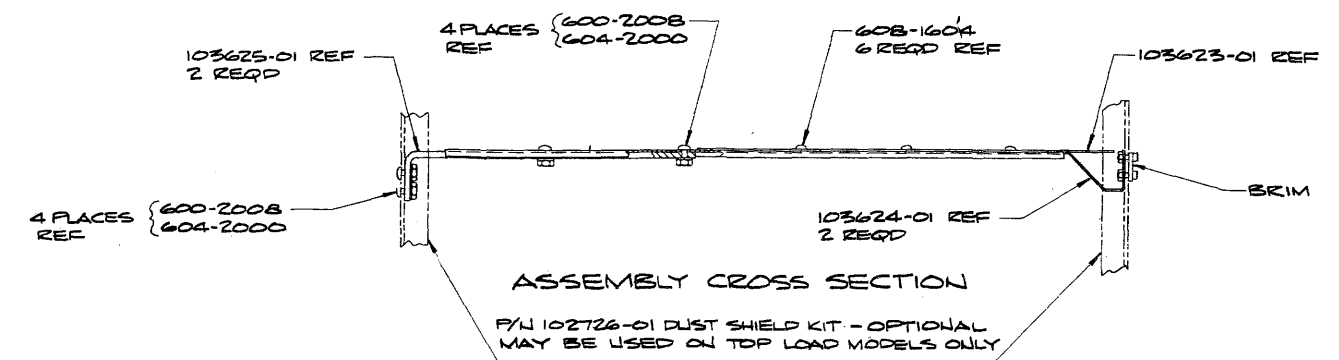 4 PLACES { 600-2008
REF { 604-2000
608-1604
6 REQD REF
103625-01 REF
2 REQD
103623-01 REF
4 PLACES { 600-2008
REF { 604-2000
103624-01 REF
2 REQD
BRIM
ASSEMBLY CROSS SECTION
P/N 102726-01 DUST SHIELD KIT - OPTIONAL
MAY BE USED ON TOP LOAD MODELS ONLY